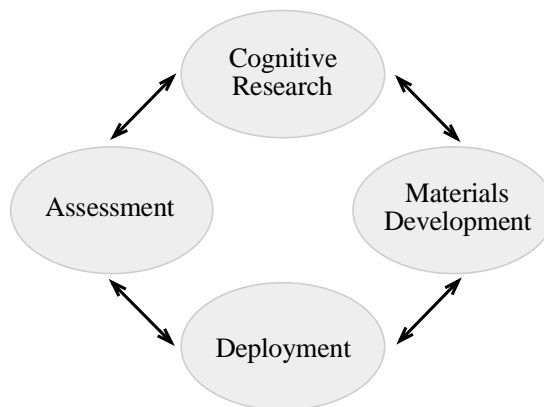 Cognitive
Research
Assessment
Materials
Development
Deployment